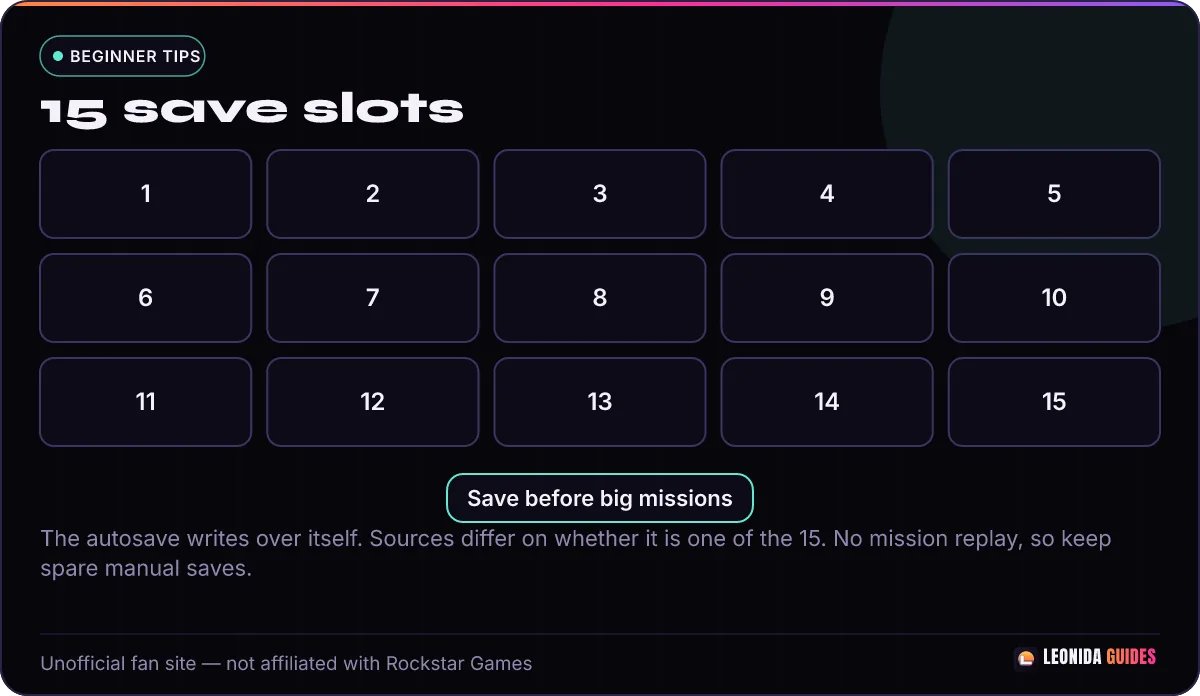 BEGINNER TIPS
15 save slots
1 2 3 4 5
6 7 8 9 10
11 12 13 14 15
Save before big missions
The autosave writes over itself. Sources differ on whether it is one of the 15. No mission replay, so keep
spare manual saves.
Unofficial fan site — not affiliated with Rockstar Games
LEONIDA GUIDES